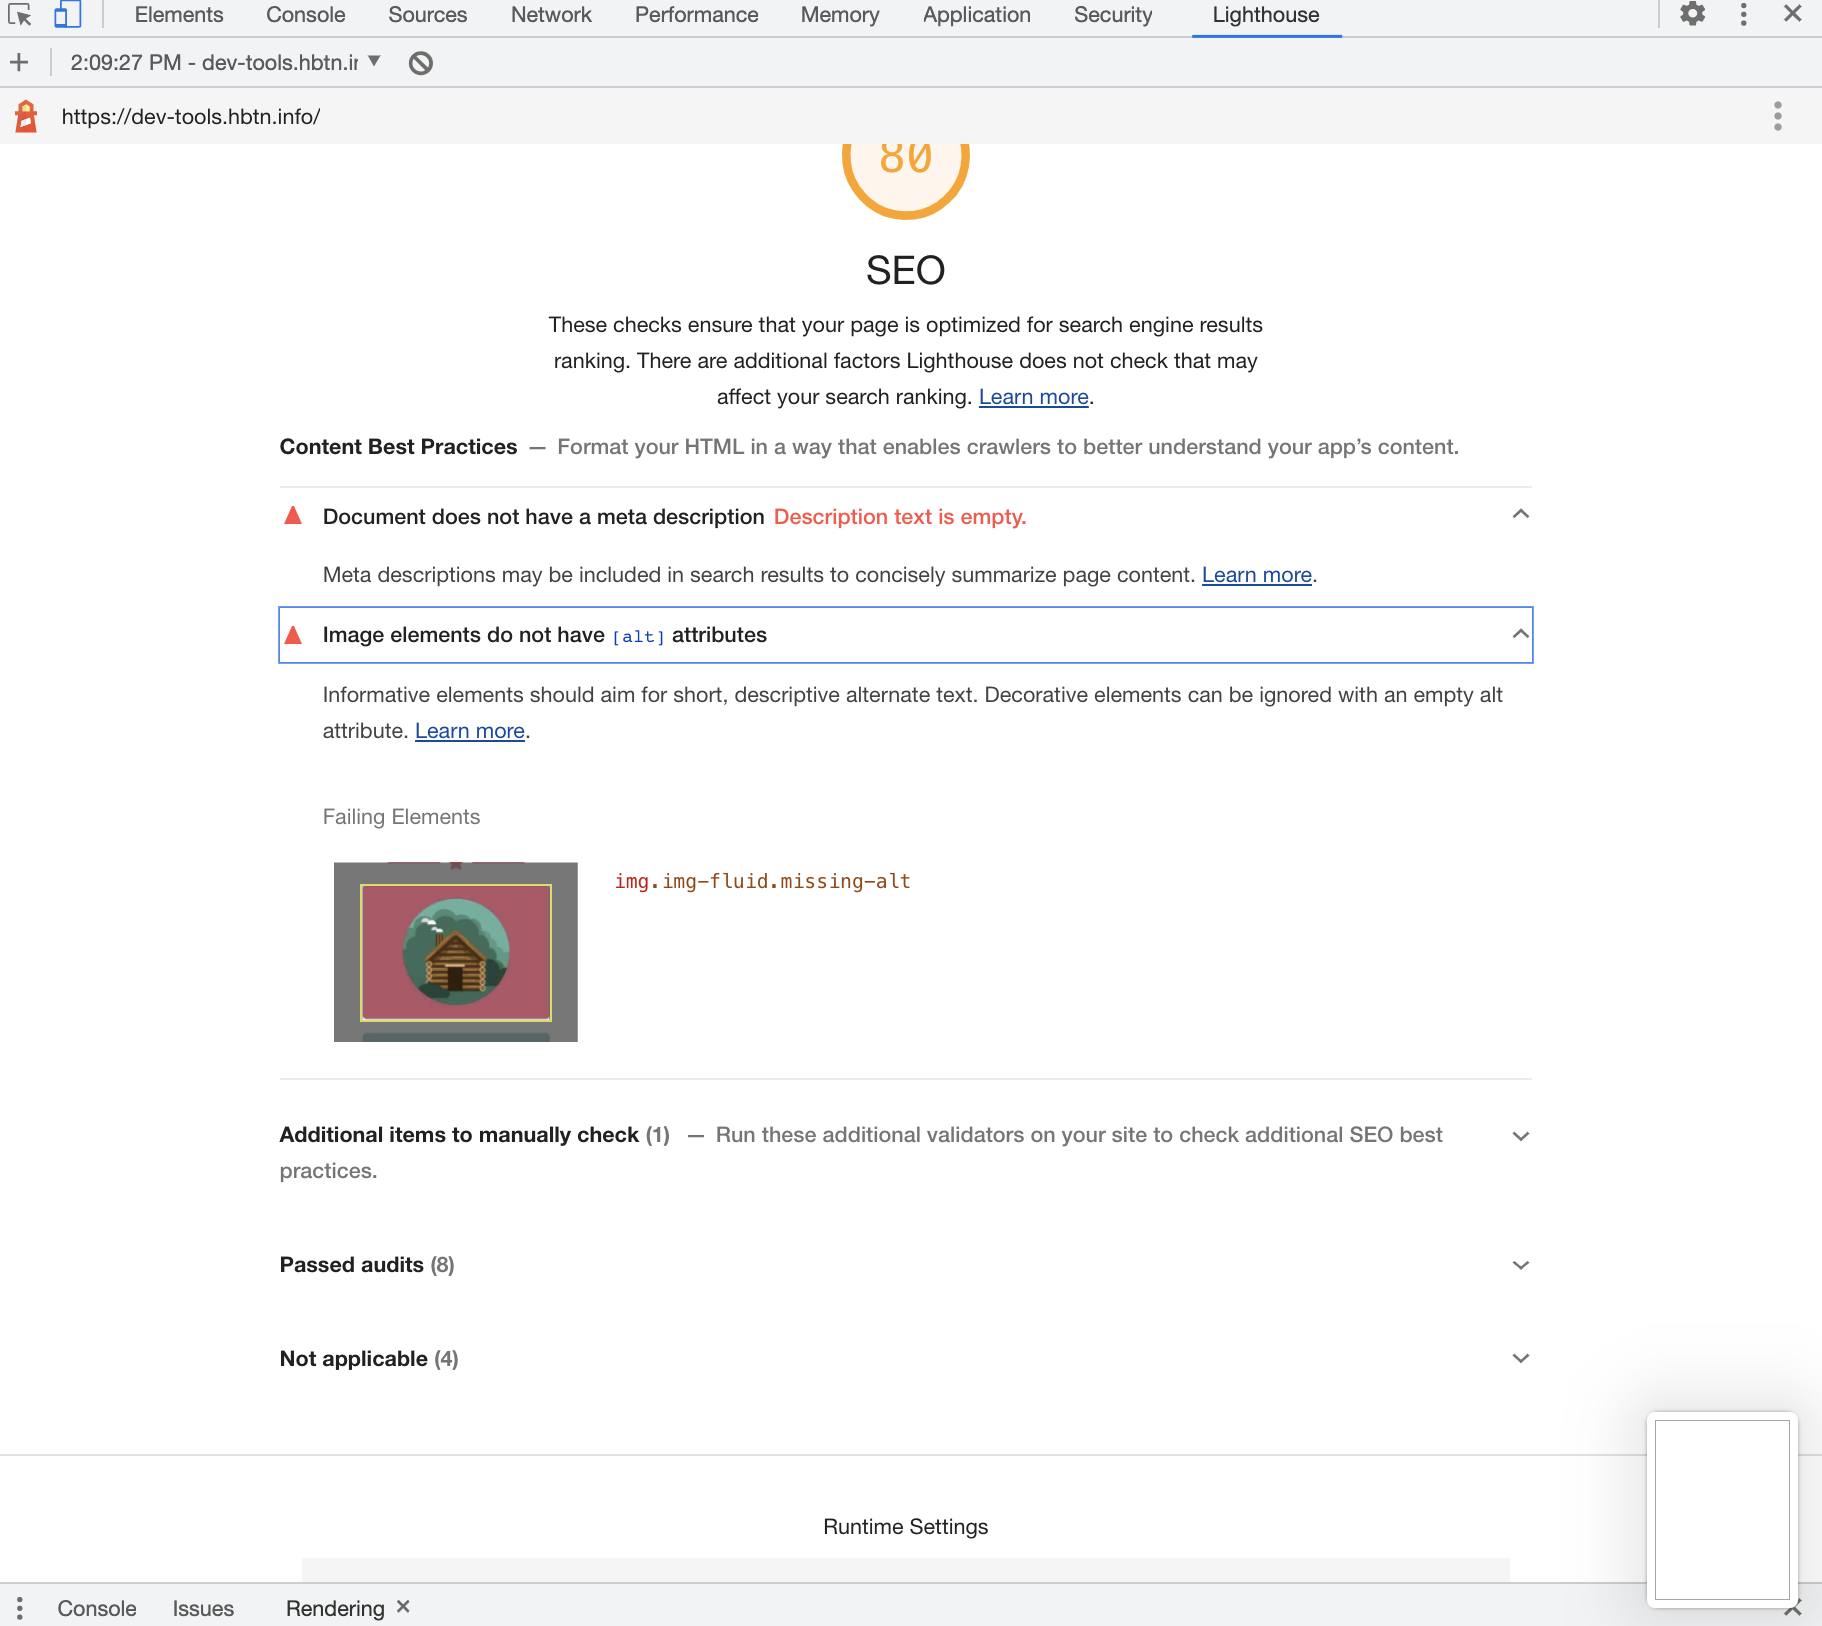 Elements Console Sources Network Performance Memory Application Security Lighthouse
2:09:27 PM - dev-tools.hbtn.ir
https://dev-tools.hbtn.info/
80
SEO
These checks ensure that your page is optimized for search engine results
ranking. There are additional factors Lighthouse does not check that may
affect your search ranking. Learn more.
Content Best Practices — Format your HTML in a way that enables crawlers to better understand your app’s content.
Document does not have a meta description Description text is empty.
Meta descriptions may be included in search results to concisely summarize page content. Learn more.
Image elements do not have [alt] attributes
Informative elements should aim for short, descriptive alternate text. Decorative elements can be ignored with an empty alt
attribute. Learn more.
Failing Elements
img.img-fluid.missing-alt
Additional items to manually check (1) — Run these additional validators on your site to check additional SEO best
practices.
Passed audits (8)
Not applicable (4)
Runtime Settings
Console Issues Rendering